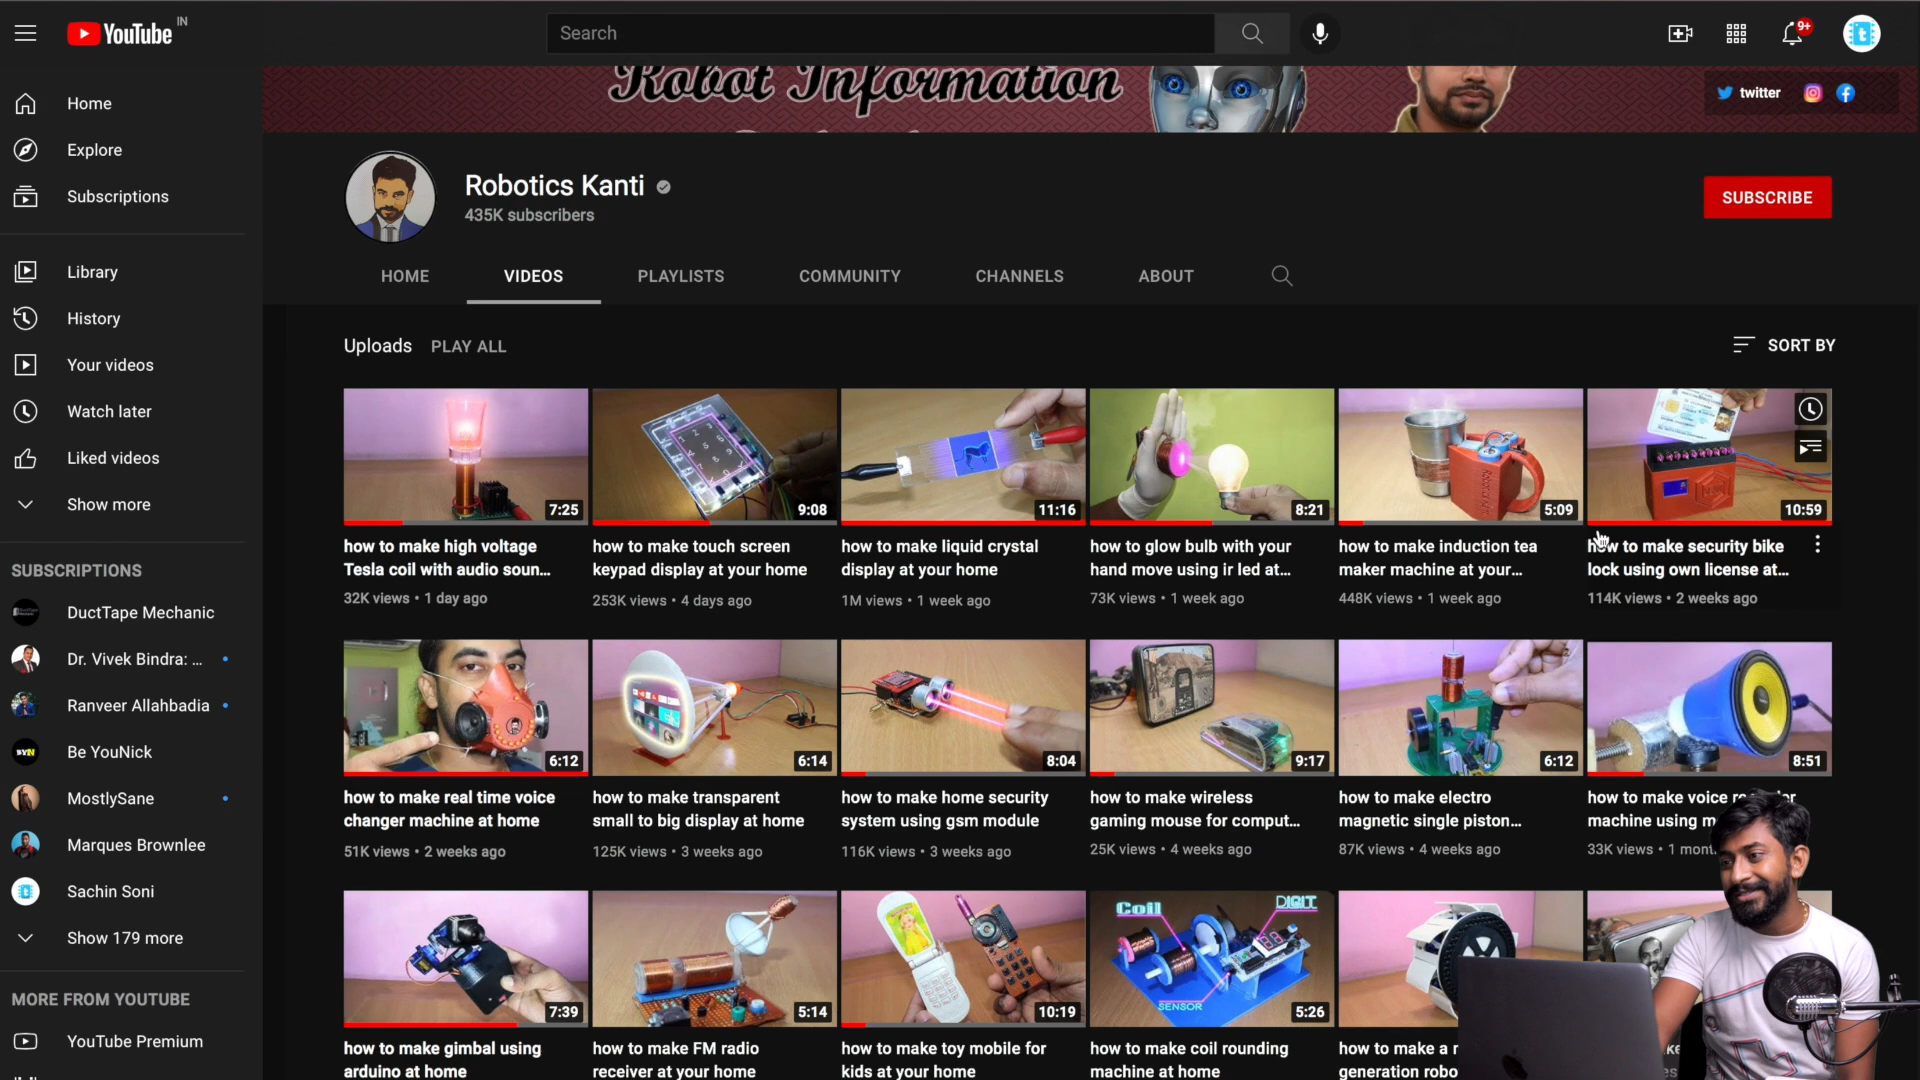 YouTube IN
Search
9+
Robot Information
twitter
Home
Explore
Subscriptions
Library
History
Your videos
Watch later
Liked videos
Show more
SUBSCRIPTIONS
DuctTape Mechanic
Dr. Vivek Bindra: ...
Ranveer Allahbadia
Be YouNick
MostlySane
Marques Brownlee
Sachin Soni
Show 179 more
MORE FROM YOUTUBE
YouTube Premium
Robotics Kanti
435K subscribers
SUBSCRIBE
HOME
VIDEOS
PLAYLISTS
COMMUNITY
CHANNELS
ABOUT
Uploads PLAY ALL
SORT BY
7:25
how to make high voltage
Tesla coil with audio soun...
32K views • 1 day ago
9:08
how to make touch screen
keypad display at your home
253K views • 4 days ago
11:16
how to make liquid crystal
display at your home
1M views • 1 week ago
8:21
how to glow bulb with your
hand move using ir led at...
73K views • 1 week ago
5:09
how to make induction tea
maker machine at your...
448K views • 1 week ago
10:59
how to make security bike
lock using own license at...
114K views • 2 weeks ago
6:12
how to make real time voice
changer machine at home
51K views • 2 weeks ago
6:14
how to make transparent
small to big display at home
125K views • 3 weeks ago
8:04
how to make home security
system using gsm module
116K views • 3 weeks ago
9:17
how to make wireless
gaming mouse for comput...
25K views • 4 weeks ago
6:12
how to make electro
magnetic single piston...
87K views • 4 weeks ago
8:51
how to make voice
machine using
33K views • 1
7:39
how to make gimbal using
arduino at home
5:14
how to make FM radio
receiver at your home
10:19
how to make toy mobile for
kids at your home
Coil
DIGIT
SENSOR
5:26
how to make coil rounding
machine at home
how to make a
generation